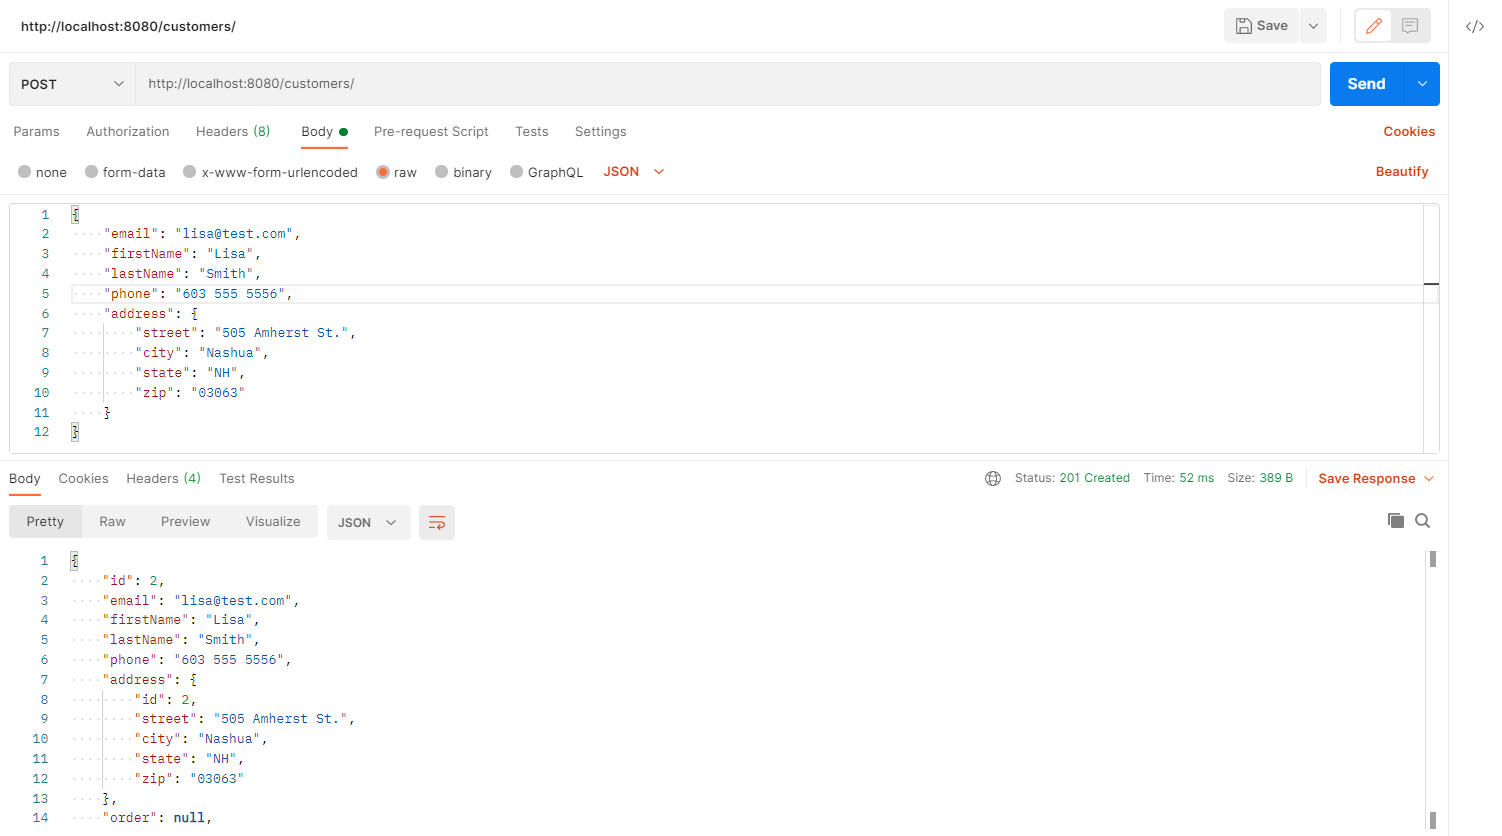 http://localhost:8080/customers/
Save
</>
POST
http://localhost:8080/customers/
Send
Params Authorization Headers (8) Body Pre-request Script Tests Settings Cookies
none form-data x-www-form-urlencoded raw binary GraphQL JSON Beautify
1 {
2 "email": "lisa@test.com",
3 "firstName": "Lisa",
4 "lastName": "Smith",
5 "phone": "603 555 5556",
6 "address": {
7 "street": "505 Amherst St.",
8 "city": "Nashua",
9 "state": "NH",
10 "zip": "03063"
11 }
12 }
Body Cookies Headers (4) Test Results Status: 201 Created Time: 52 ms Size: 389 B Save Response
Pretty Raw Preview Visualize JSON
1 {
2 "id": 2,
3 "email": "lisa@test.com",
4 "firstName": "Lisa",
5 "lastName": "Smith",
6 "phone": "603 555 5556",
7 "address": {
8 "id": 2,
9 "street": "505 Amherst St.",
10 "city": "Nashua",
11 "state": "NH",
12 "zip": "03063"
13 },
14 "order": null,